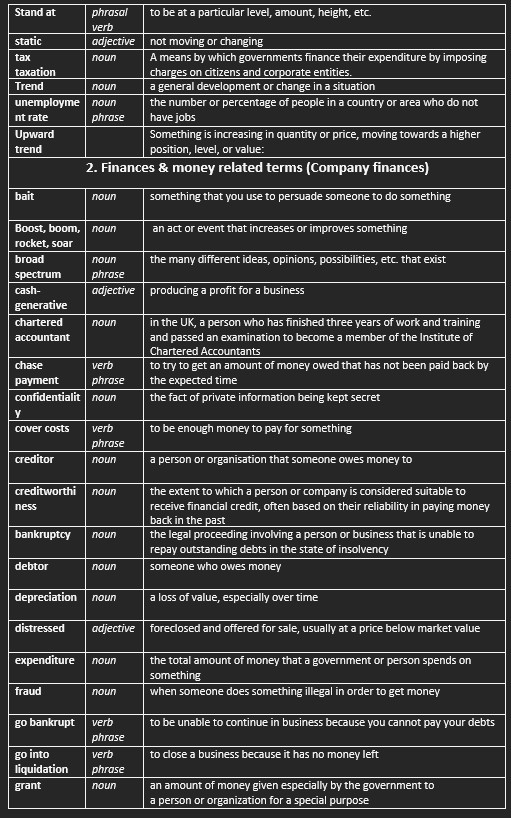 Stand at phrasal to be at a particular level, amount, height, etc.
verb
static adjective not moving or changing
tax noun A means by which governments finance their expenditure by imposing
taxation charges on citizens and corporate entities.
Trend noun a general development or change in a situation
unemployme noun the number or percentage of people in a country or area who do not
nt rate phrase have jobs
Upward Something is increasing in quantity or price, moving towards a higher
trend position, level, or value:
2. Finances & money related terms (Company finances)
bait noun something that you use to persuade someone to do something
Boost, boom, noun an act or event that increases or improves something
rocket, soar
broad noun the many different ideas, opinions, possibilities, etc. that exist
spectrum phrase
cash- adjective producing a profit for a business
generative
chartered noun in the UK, a person who has finished three years of work and training
accountant and passed an examination to become a member of the Institute of
Chartered Accountants
chase verb to try to get an amount of money owed that has not been paid back by
payment phrase the expected time
confidentialit noun the fact of private information being kept secret
y
cover costs verb to be enough money to pay for something
phrase
creditor noun a person or organisation that someone owes money to
creditworthi noun the extent to which a person or company is considered suitable to
ness receive financial credit, often based on their reliability in paying money
back in the past
bankruptcy noun the legal proceeding involving a person or business that is unable to
repay outstanding debts in the state of insolvency
debtor noun someone who owes money
depreciation noun a loss of value, especially over time
distressed adjective foreclosed and offered for sale, usually at a price below market value
expenditure noun the total amount of money that a government or person spends on
something
fraud noun when someone does something illegal in order to get money
go bankrupt verb to be unable to continue in business because you cannot pay your debts
phrase
go into verb to close a business because it has no money left
liquidation phrase
grant noun an amount of money given especially by the government to
a person or organization for a special purpose